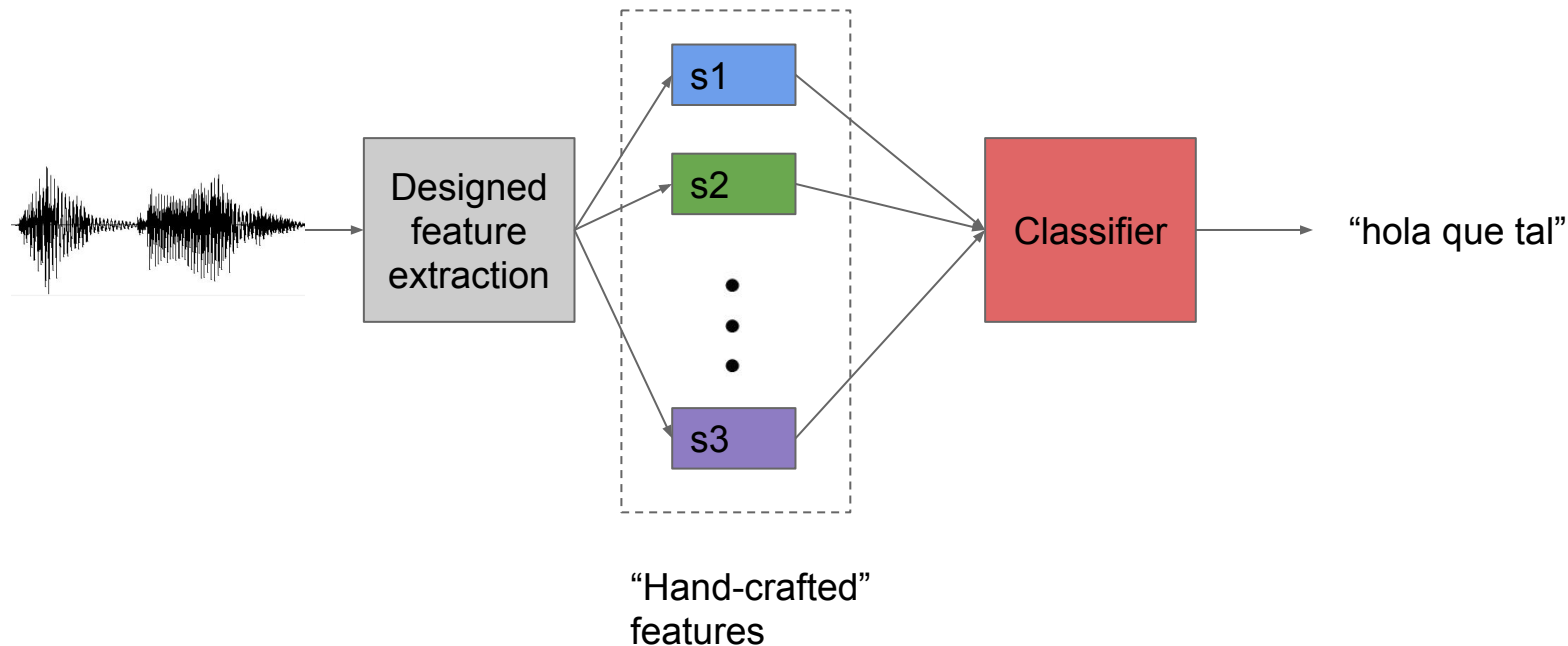 s1
s2
s3
Designed
feature
extraction
Classifier
“hola que tal”
“Hand-crafted”
features